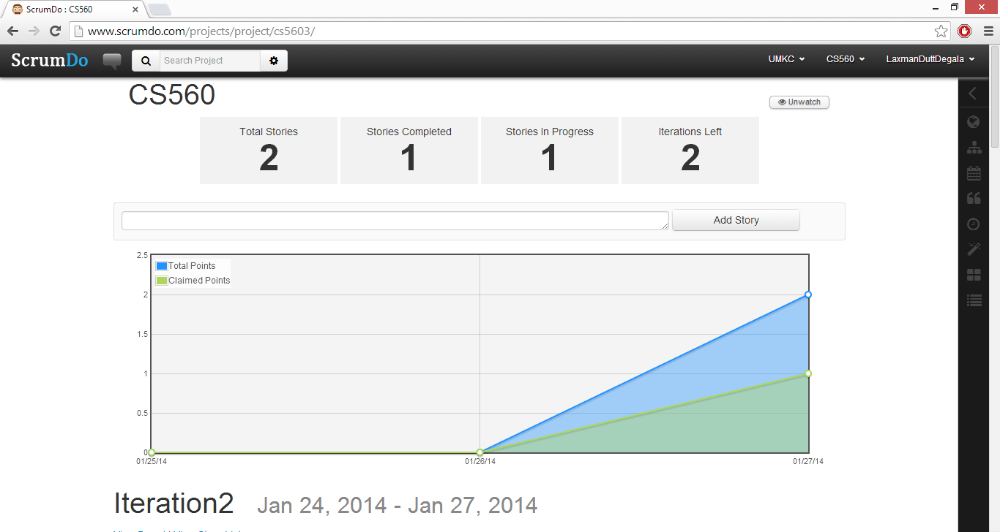 ScrumDo : CS560
www.scrumdo.com/projects/project/cs5603/
ScrumDo Search Project UMKC CS560 LaxmanDuttDegala
CS560
Unwatch
Total Stories Stories Completed Stories In Progress Iterations Left
2 1 1 2
Add Story
2.5
Total Points
Claimed Points
2
1.5
1
0.5
0
01/25/14 01/26/14 01/27/14
Iteration2 Jan 24, 2014 - Jan 27, 2014